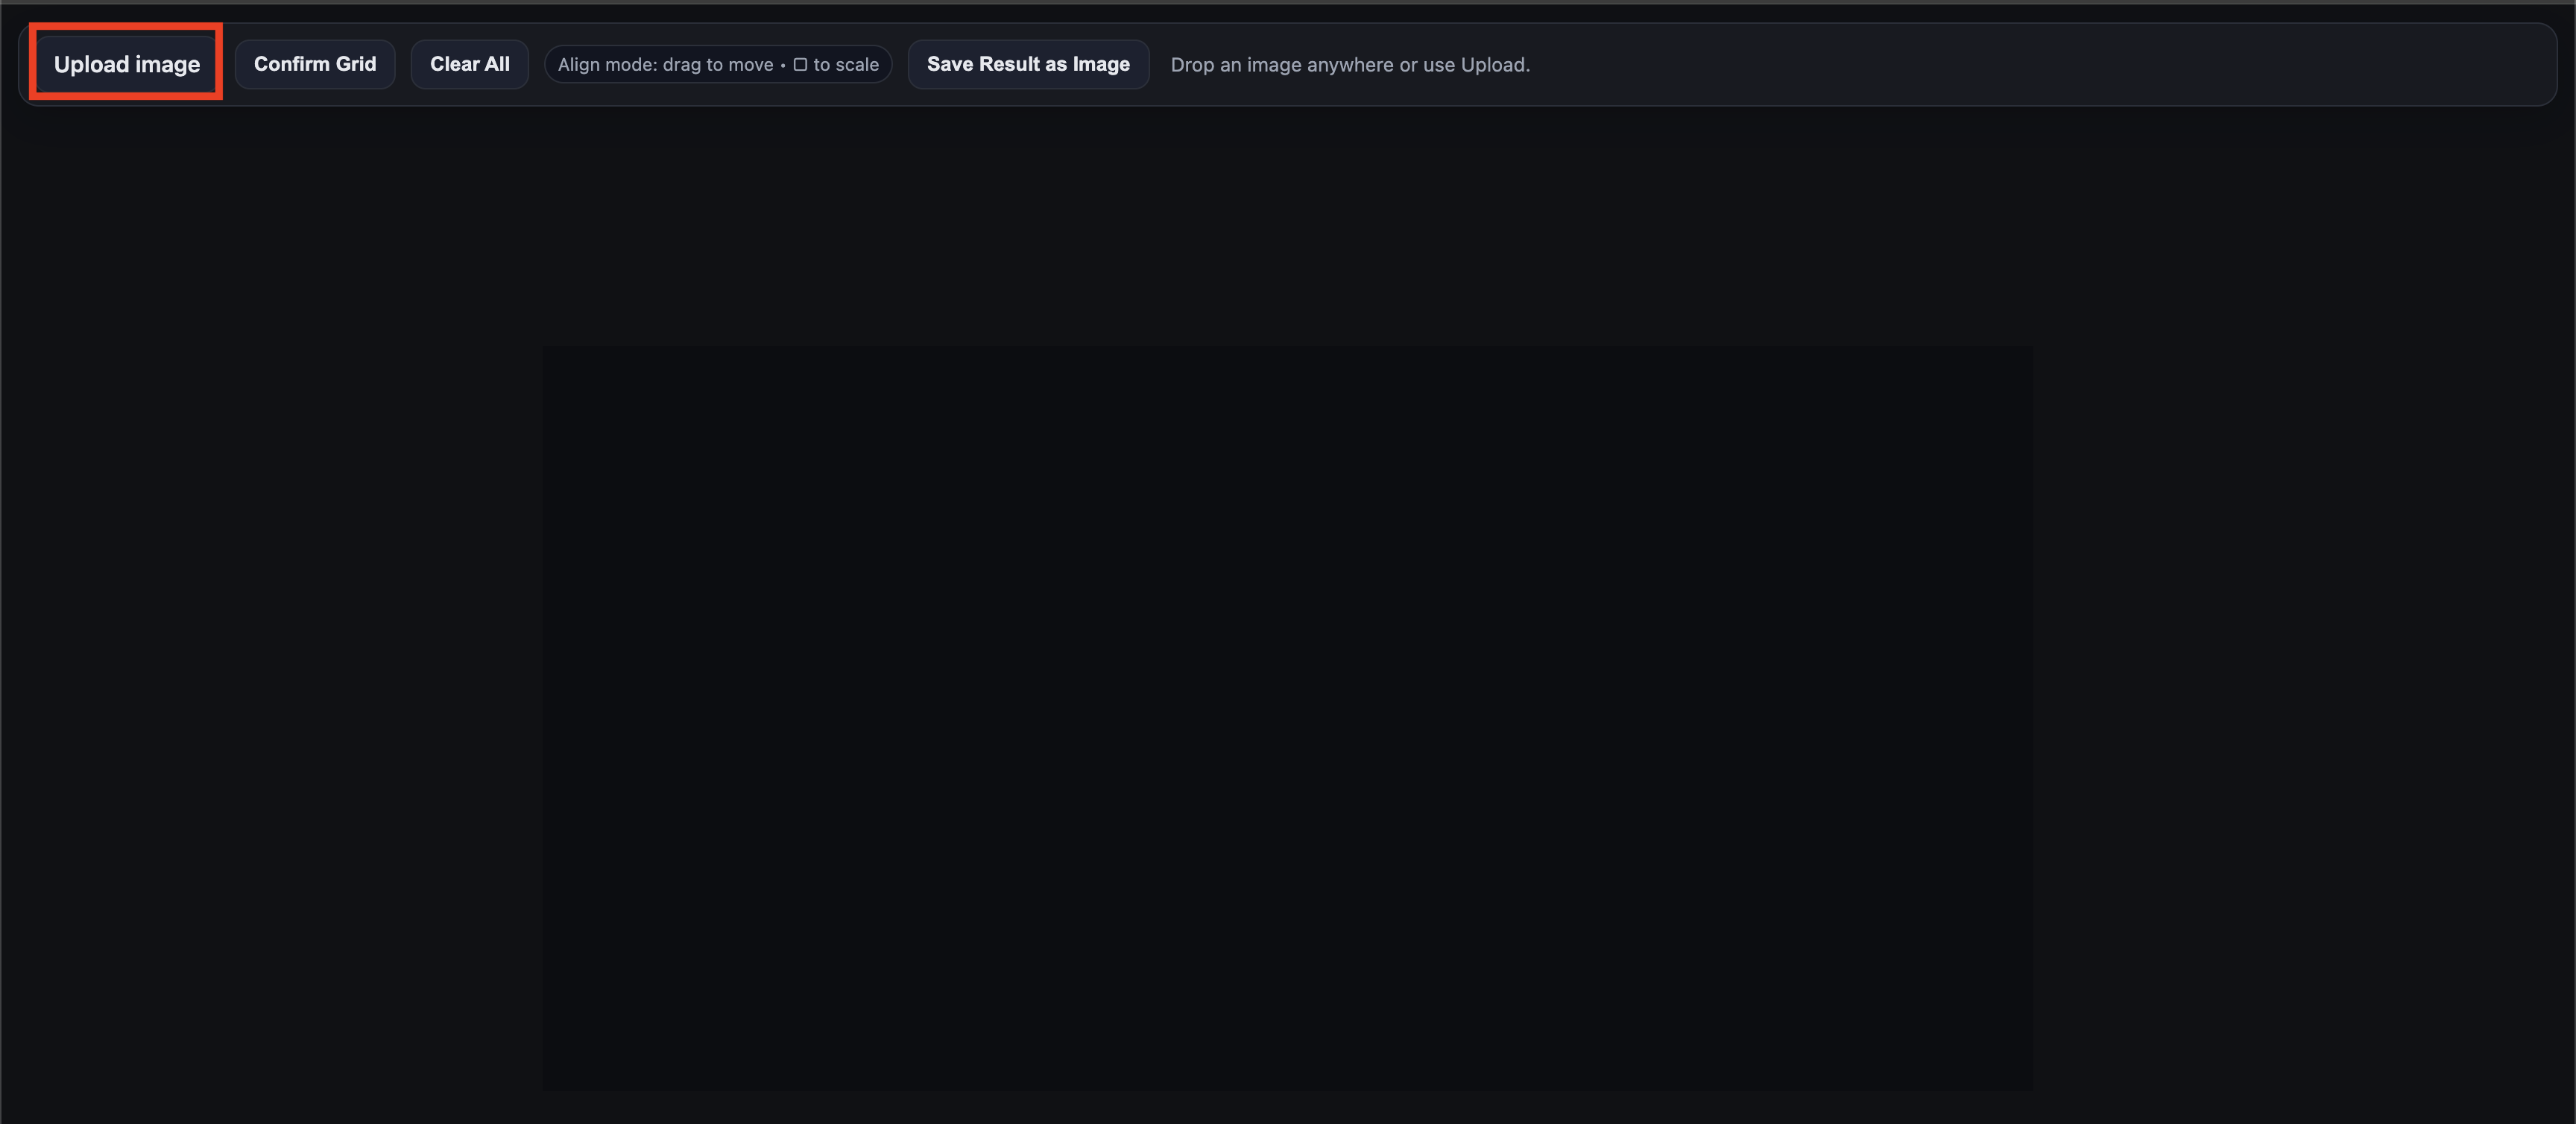 Upload image Confirm Grid Clear All Align mode: drag to move • ☐ to scale Save Result as Image Drop an image anywhere or use Upload.